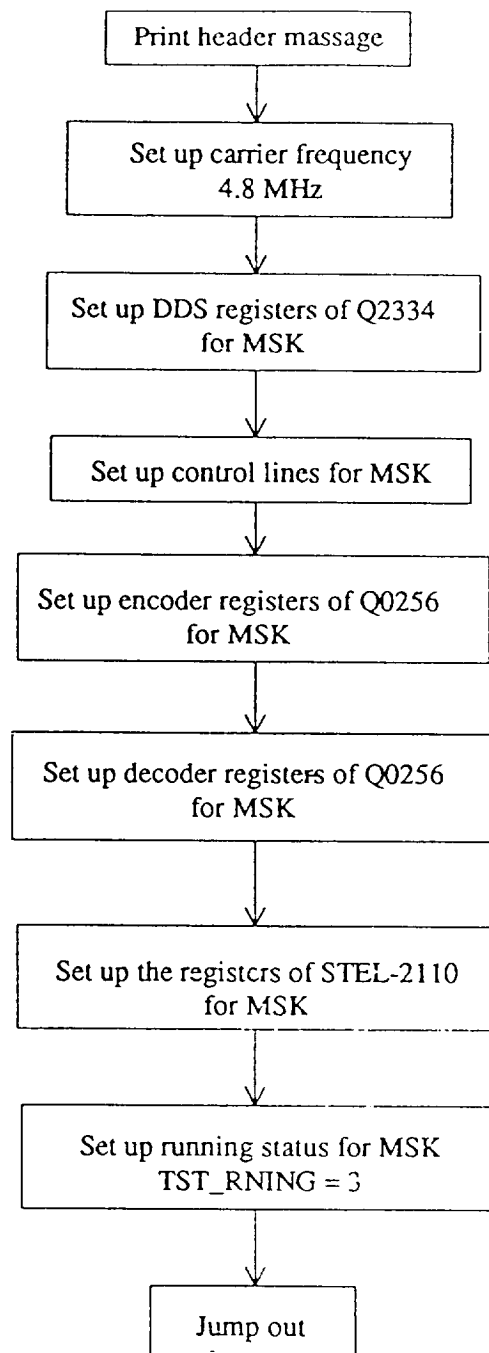 Print header massage
Set up carrier frequency
4.8 MHz
Set up DDS registers of Q2334
for MSK
Set up control lines for MSK
Set up encoder registers of Q0256
for MSK
Set up decoder registers of Q0256
for MSK
Set up the registers of STEL-2110
for MSK
Set up running status for MSK
TST_RNING = 3
Jump out